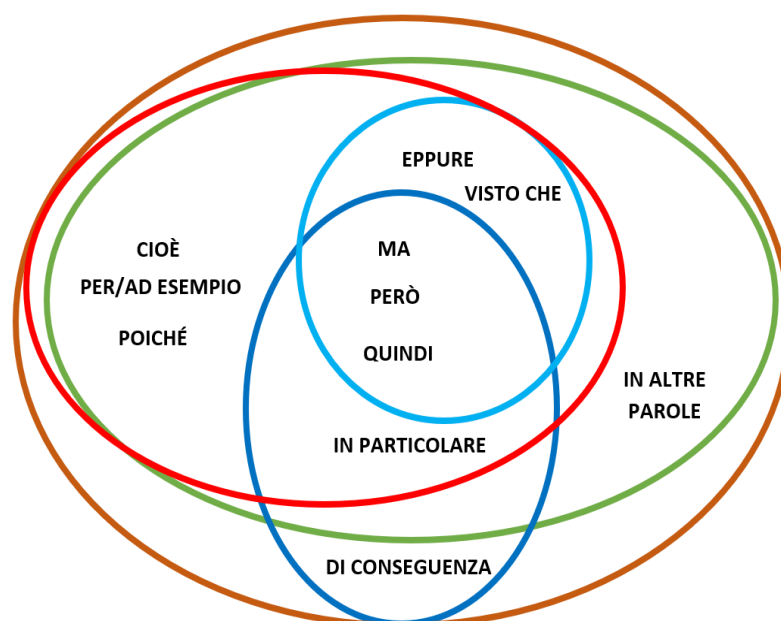 EPPURE
VISTO CHE
CIOÈ
MA
PER/AD ESEMPIO
PERÒ
POICHÉ
QUINDI
IN ALTRE
PAROLE
IN PARTICOLARE
DI CONSEGUENZA